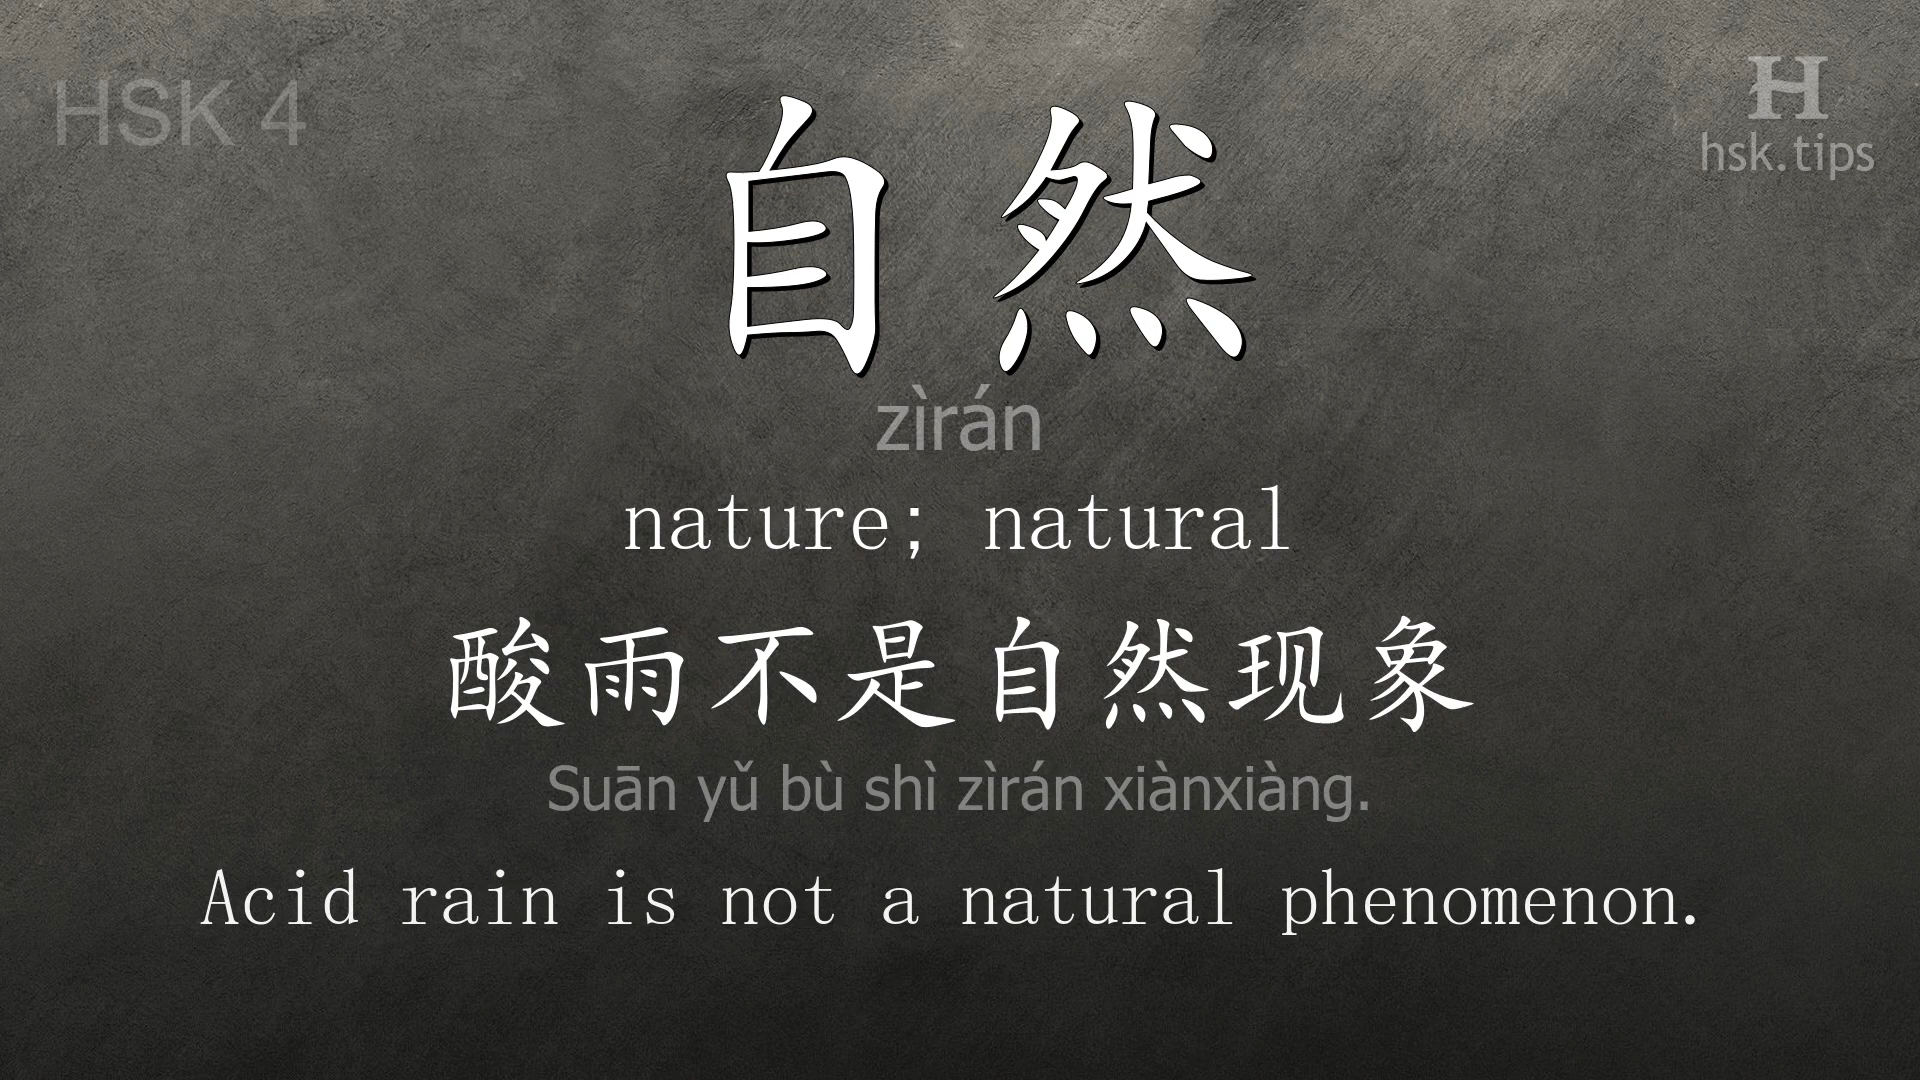 HSK 4
H
hsk.tips
自然
zìrán
nature; natural
酸雨不是自然现象
Suān yǔ bù shì zìrán xiànxiàng.
Acid rain is not a natural phenomenon.